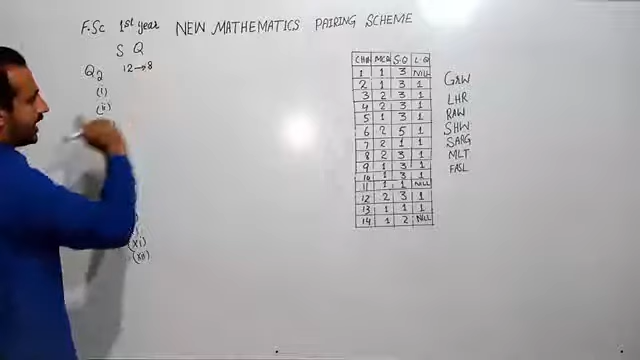 F.Sc 1st year NEW MATHEMATICS PAIRING SCHEME
S Q
Q2 12→8
(i)
(ii)
(xi)
(xii)
CH# MCQ S.Q L.Q
1 1 3 NILL
2 1 3 1
3 2 3 1
4 2 3 1
5 1 3 1
6 2 5 1
7 2 1 1
8 2 3 1
9 1 3 1
10 1 3 1
11 1 1 NILL
12 2 3 1
13 1 1 1
14 1 2 NILL
GRW
LHR
RAW
SHW
SARG
MLT
FASL